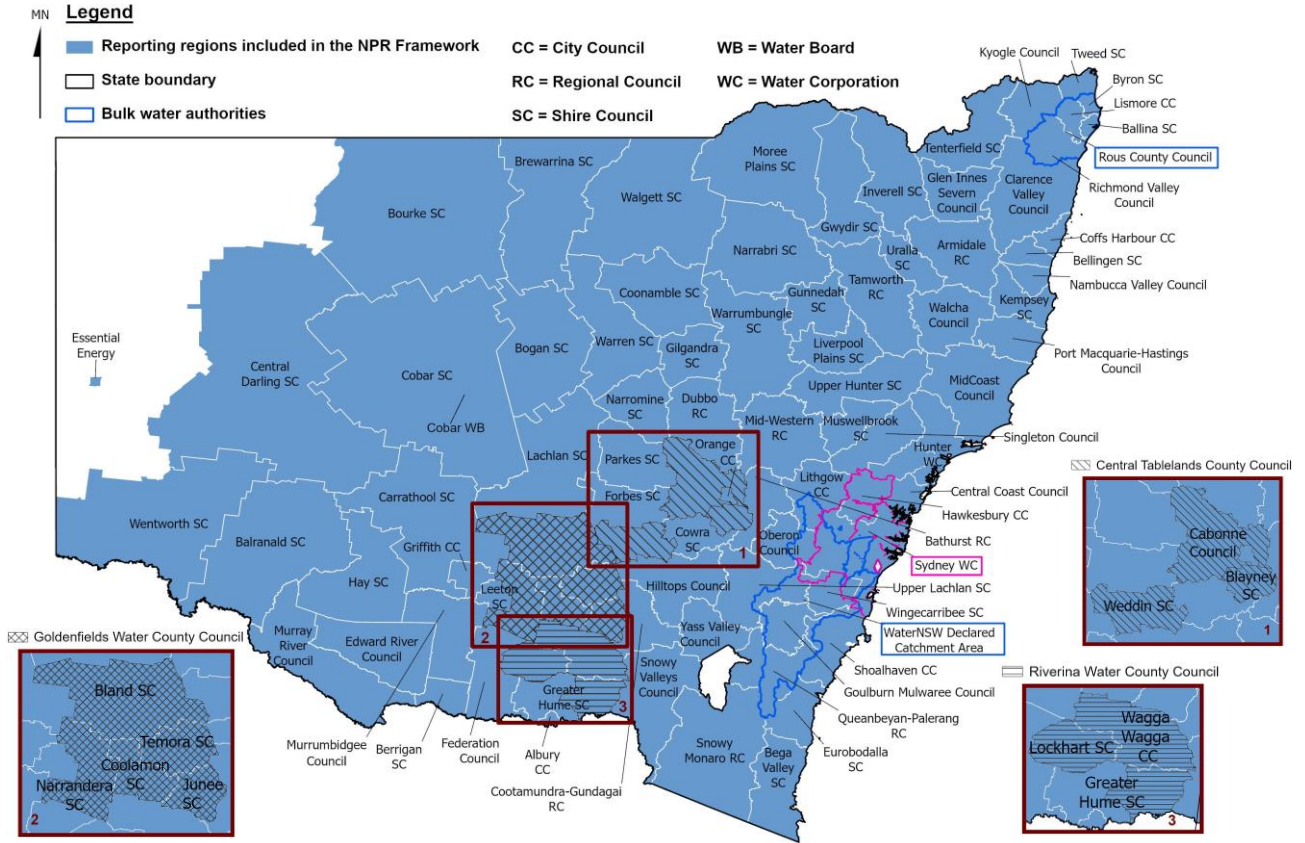 MN
Legend
Reporting regions included in the NPR Framework
State boundary
Bulk water authorities
CC = City Council
RC = Regional Council
SC = Shire Council
WB = Water Board
WC = Water Corporation
Kyogle Council
Tweed SC
Byron SC
Lismore CC
Ballina SC
Rous County Council
Richmond Valley
Council
Tenterfield SC
Glen Innes
Severn
Council
Clarence
Valley
Council
Moree
Plains SC
Inverell SC
Brewarrina SC
Walgett SC
Bourke SC
Gwydir SC
Narrabri SC
Uralla
SC
Armidale
RC
Coffs Harbour CC
Bellingen SC
Nambucca Valley Council
Coonamble SC
Gunnedah
SC
Tamworth
RC
Walcha
Council
Kempsey
SC
Warrumbungle
SC
Essential
Energy
Central
Darling SC
Cobar SC
Cobar WB
Bogan SC
Warren SC
Gilgandra
SC
Liverpool
Plains SC
Port Macquarie-Hastings
Council
Upper Hunter SC
MidCoast
Council
Narromine
SC
Dubbo
RC
Mid-Western
RC
Muswellbrook
SC
Singleton Council
Hunter
WC
Lachlan SC
Parkes SC
Orange
CC
Forbes SC
Lithgow
CC
Central Coast Council
Hawkesbury CC
Bathurst RC
Sydney WC
Carrathool SC
Wentworth SC
Balranald SC
Griffith CC
Cowra
SC
1
Oberon
Council
Hay SC
Leeton
SC
Hilltops Council
Upper Lachlan SC
Wingecarribee SC
WaterNSW Declared
Catchment Area
Murray
River
Council
Edward River
Council
2
Yass Valley
Council
Shoalhaven CC
Goulburn Mulwaree Council
Snowy
Valleys
Council
Greater
Hume SC
3
Queanbeyan-Palerang
RC
Murrumbidgee
Council
Berrigan
SC
Federation
Council
Albury
CC
Cootamundra-Gundagai
RC
Snowy
Monaro RC
Bega
Valley
SC
Eurobodalla
SC
Central Tablelands County Council
Cabonne
Council
Blayney
SC
Weddin SC
1
Goldenfields Water County Council
Bland SC
Temora SC
Coolamon
SC
Narrandera
SC
Junee
SC
2
Riverina Water County Council
Wagga
Wagga
CC
Lockhart SC
Greater
Hume SC
3